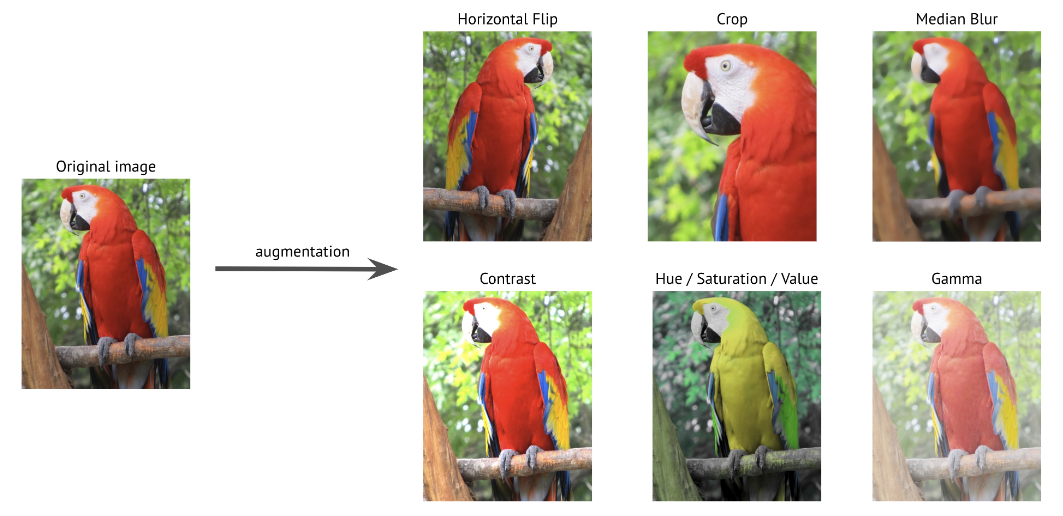 Original image
augmentation
Horizontal Flip
Crop
Median Blur
Contrast
Hue / Saturation / Value
Gamma